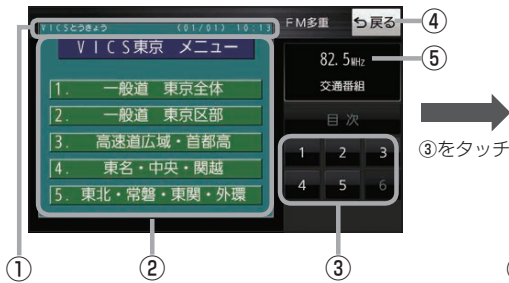 VICSとうきょう (01/01) 10:13
FM多重
戻る
④
VICS東京 メニュー
1. 一般道 東京全体
2. 一般道 東京区部
3. 高速道広域・首都高
4. 東名・中央・関越
5. 東北・常磐・東関・外環
82.5MHz
交通番組
⑤
目次
1 2 3
4 5 6
③をタッチ
① ② ③